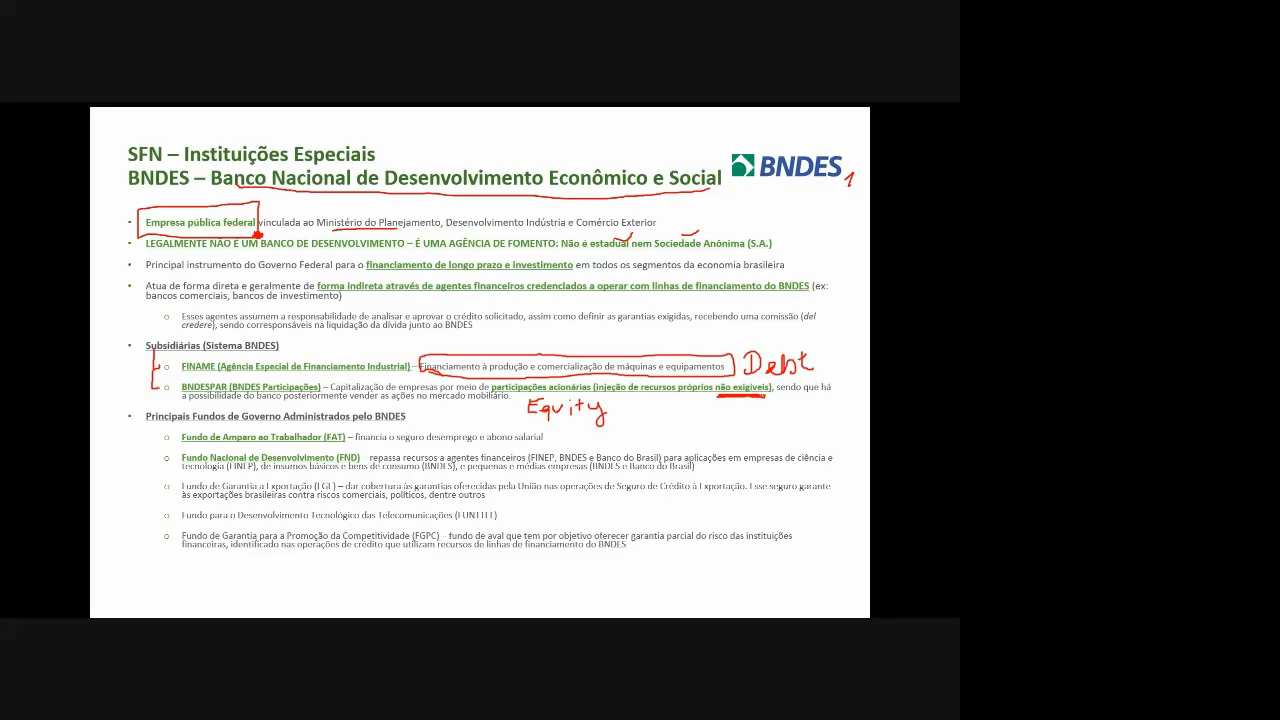 SFN – Instituições Especiais
BNDES – Banco Nacional de Desenvolvimento Econômico e Social
BNDES
1
• Empresa pública federal vinculada ao Ministério do Planejamento, Desenvolvimento Indústria e Comércio Exterior
• LEGALMENTE NÃO É UM BANCO DE DESENVOLVIMENTO – É UMA AGÊNCIA DE FOMENTO: Não é estadual nem Sociedade Anônima (S.A.)
• Principal instrumento do Governo Federal para o financiamento de longo prazo e investimento em todos os segmentos da economia brasileira
• Atua de forma direta e geralmente de forma indireta através de agentes financeiros credenciados a operar com linhas de financiamento do BNDES (ex:
bancos comerciais, bancos de investimento)
o Esses agentes assumem a responsabilidade de analisar e aprovar o crédito solicitado, assim como definir as garantias exigidas, recebendo uma comissão (del
credere), sendo corresponsáveis na liquidação da dívida junto ao BNDES
• Subsidiárias (Sistema BNDES)
o FINAME (Agência Especial de Financiamento Industrial) – Financiamento à produção e comercialização de máquinas e equipamentos
Debt
o BNDESPAR (BNDES Participações) – Capitalização de empresas por meio de participações acionárias (injeção de recursos próprios não exigíveis), sendo que há
a possibilidade do banco posteriormente vender as ações no mercado mobiliário.
Equity
• Principais Fundos de Governo Administrados pelo BNDES
o Fundo de Amparo ao Trabalhador (FAT) – financia o seguro desemprego e abono salarial
o Fundo Nacional de Desenvolvimento (FND) – repassa recursos a agentes financeiros (FINEP, BNDES e Banco do Brasil) para aplicações em empresas de ciência e
tecnologia (FINEP), de insumos básicos e bens de consumo (BNDES), e pequenas e médias empresas (BNDES e Banco do Brasil)
o Fundo de Garantia a Exportação (FGE) – dar cobertura às garantias oferecidas pela União nas operações de Seguro de Crédito à Exportação. Esse seguro garante
às exportações brasileiras contra riscos comerciais, políticos, dentre outros
o Fundo para o Desenvolvimento Tecnológico das Telecomunicações (FUNTTEL)
o Fundo de Garantia para a Promoção da Competitividade (FGPC) – fundo de aval que tem por objetivo oferecer garantia parcial do risco das instituições
financeiras, identificado nas operações de crédito que utilizam recursos de linhas de financiamento do BNDES